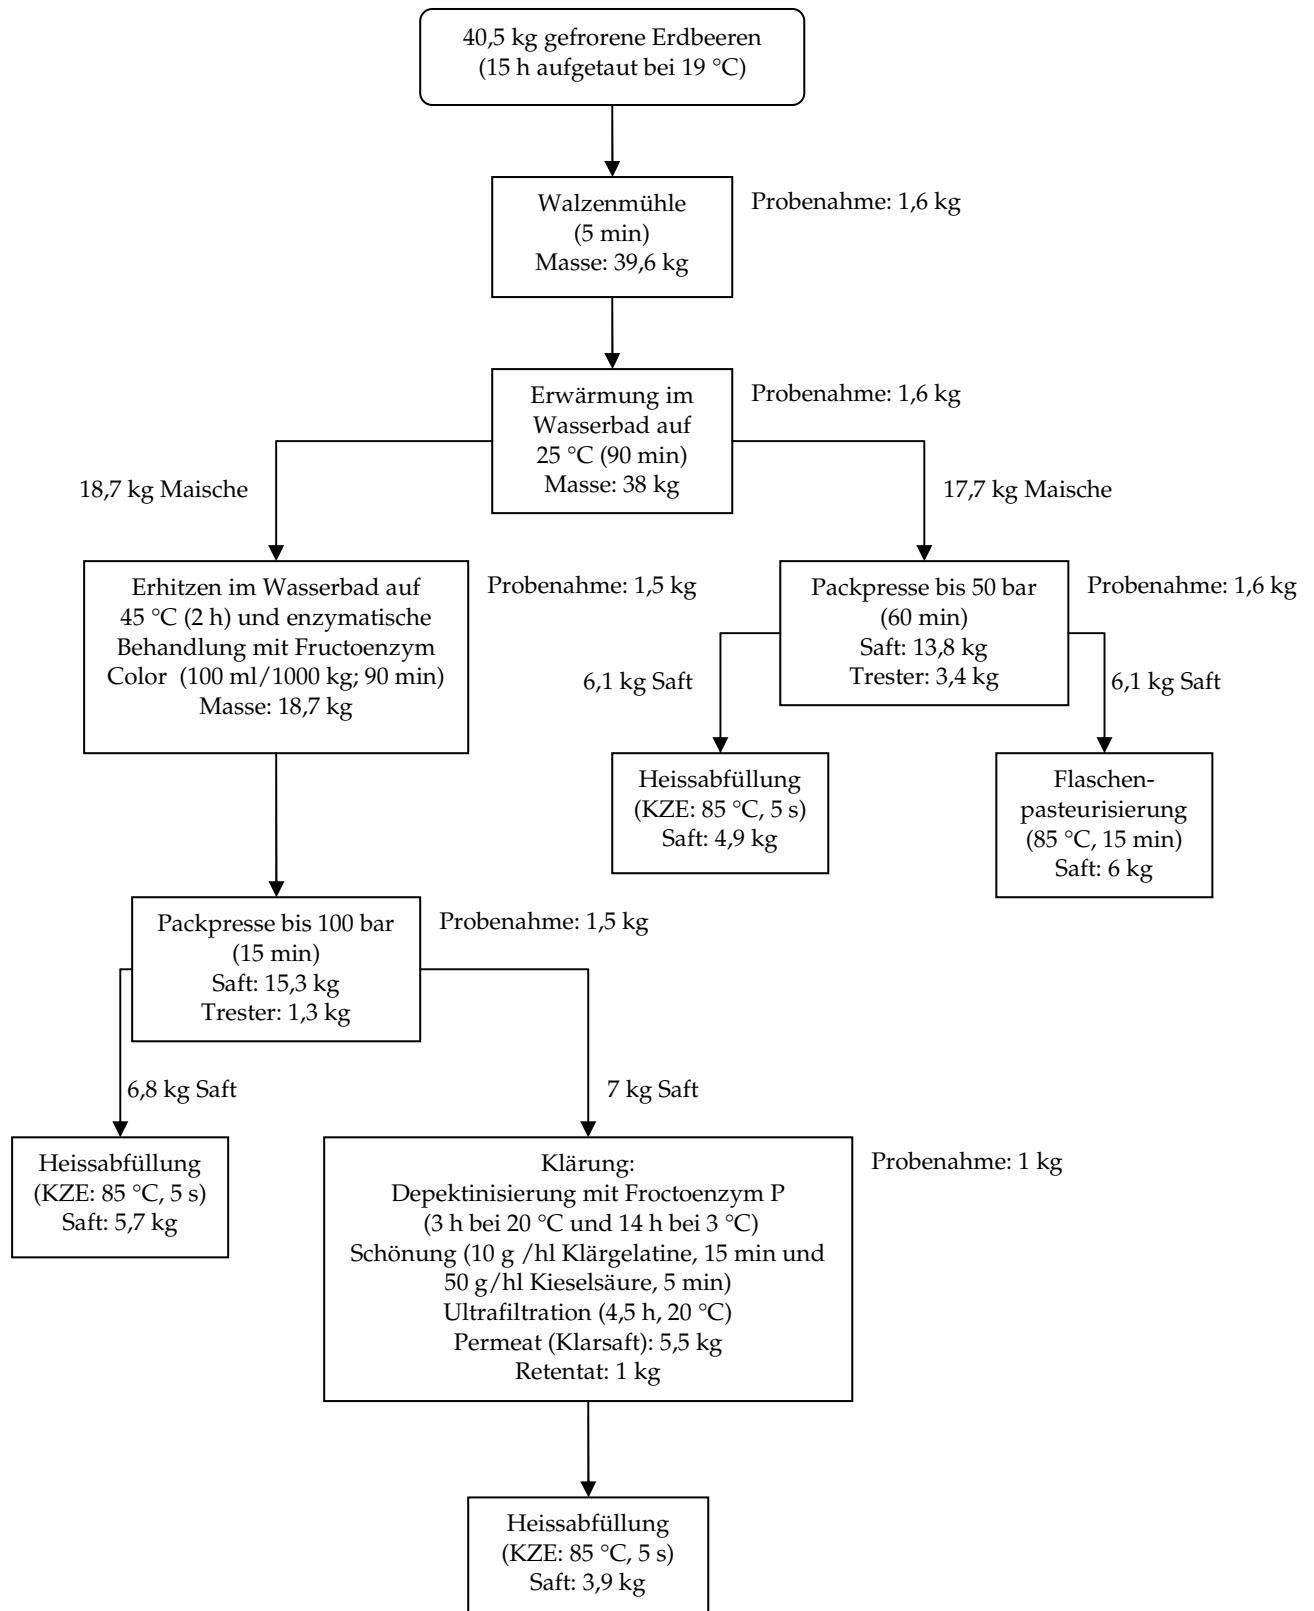 40,5 kg gefrorene Erdbeeren
(15 h aufgetaut bei 19 °C)
Walzenmühle
(5 min)
Masse: 39,6 kg
Probenahme: 1,6 kg
Erwärmung im
Wasserbad auf
25 °C (90 min)
Masse: 38 kg
Probenahme: 1,6 kg
18,7 kg Maische
17,7 kg Maische
Erhitzen im Wasserbad auf
45 °C (2 h) und enzymatische
Behandlung mit Fructoenzym
Color (100 ml/1000 kg; 90 min)
Masse: 18,7 kg
Probenahme: 1,5 kg
Packpresse bis 50 bar
(60 min)
Saft: 13,8 kg
Trester: 3,4 kg
Probenahme: 1,6 kg
6,1 kg Saft
6,1 kg Saft
Heissabfüllung
(KZE: 85 °C, 5 s)
Saft: 4,9 kg
Flaschen-
pasteurisierung
(85 °C, 15 min)
Saft: 6 kg
Packpresse bis 100 bar
(15 min)
Saft: 15,3 kg
Trester: 1,3 kg
Probenahme: 1,5 kg
6,8 kg Saft
7 kg Saft
Heissabfüllung
(KZE: 85 °C, 5 s)
Saft: 5,7 kg
Klärung:
Depektinisierung mit Froctoenzym P
(3 h bei 20 °C und 14 h bei 3 °C)
Schönung (10 g /hl Klärgelatine, 15 min und
50 g/hl Kieselsäure, 5 min)
Ultrafiltration (4,5 h, 20 °C)
Permeat (Klarsaft): 5,5 kg
Retentat: 1 kg
Probenahme: 1 kg
Heissabfüllung
(KZE: 85 °C, 5 s)
Saft: 3,9 kg